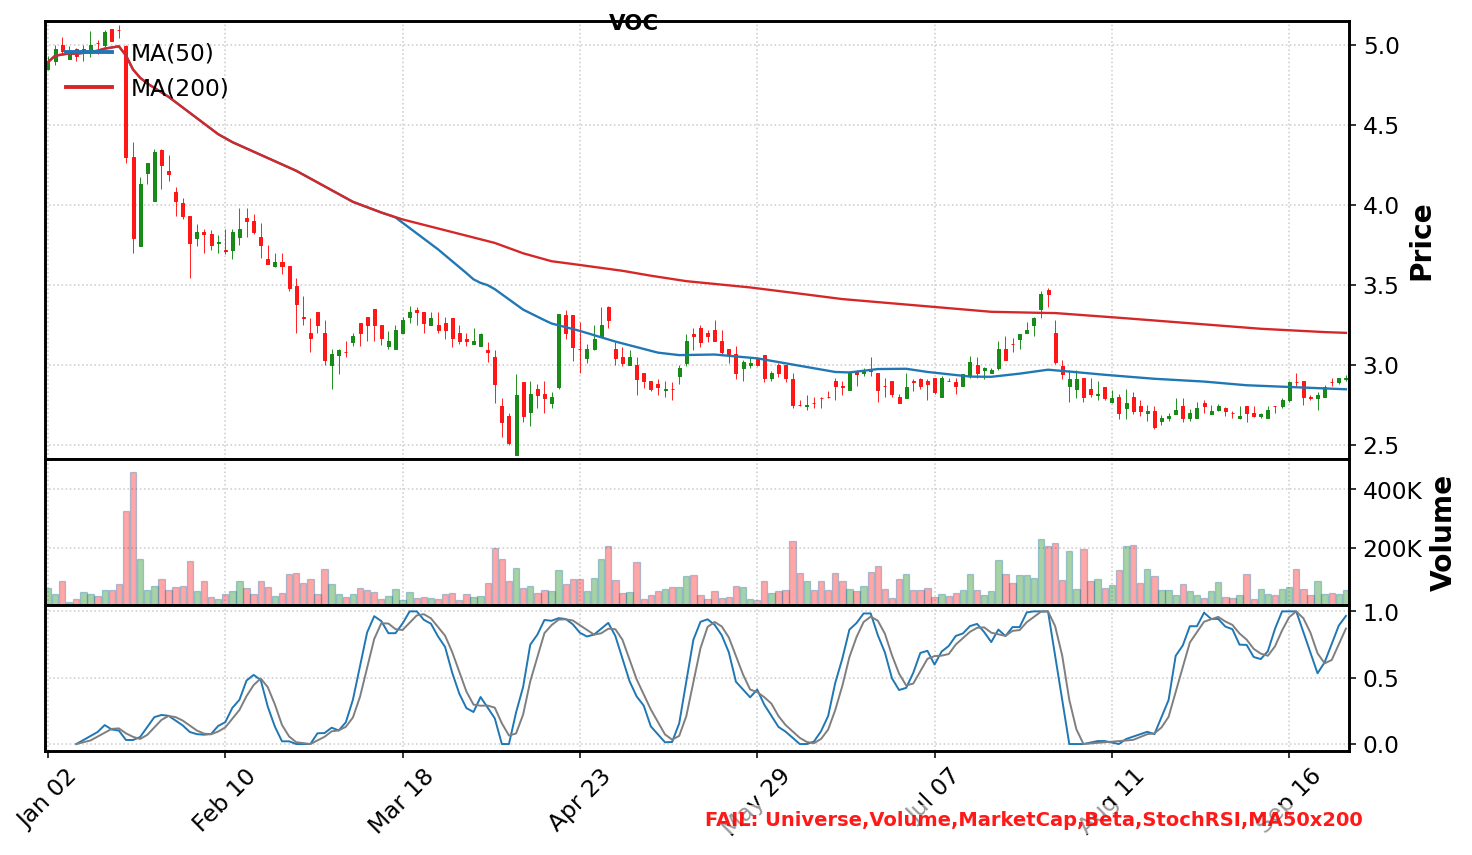 VOC
MA(50)
MA(200)
5.0
4.5
4.0
3.5
3.0
2.5
Price
400K
200K
Volume
1.0
0.5
0.0
Jan 02
Feb 10
Mar 18
Apr 23
May 29
Jul 07
Aug 11
Sep 16
FAIL: Universe,Volume,MarketCap,Beta,StochRSI,MA50x200